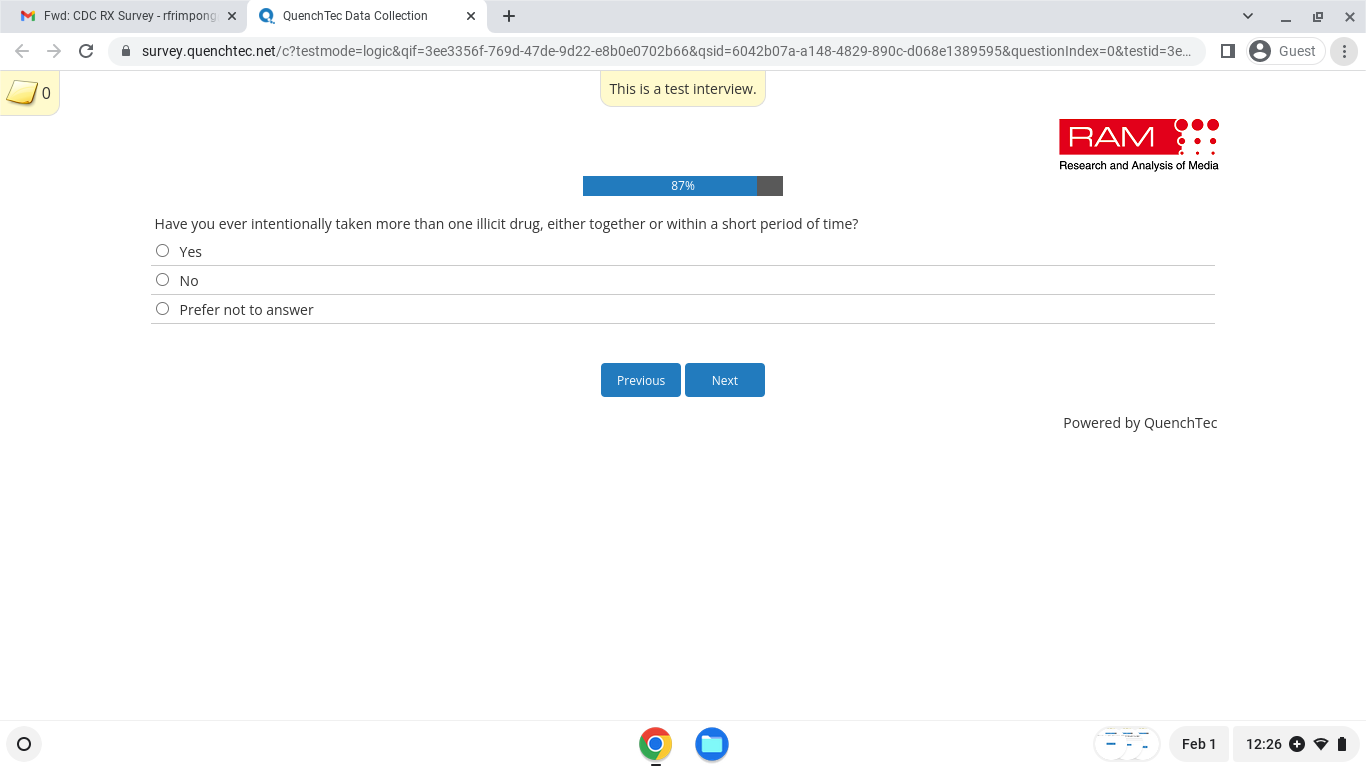 Fwd: CDC RX Survey - rfrimpong
QuenchTec Data Collection
survey.quenchtec.net/c?testmode=logic&qif=3ee3356f-769d-47de-9d22-e8b0e0702b66&qsid=6042b07a-a148-4829-890c-d068e1389595&questionIndex=0&testid=3e...
Guest
0
This is a test interview.
RAM
Research and Analysis of Media
87%
Have you ever intentionally taken more than one illicit drug, either together or within a short period of time?
Yes
No
Prefer not to answer
Previous
Next
Powered by QuenchTec
Feb 1
12:26